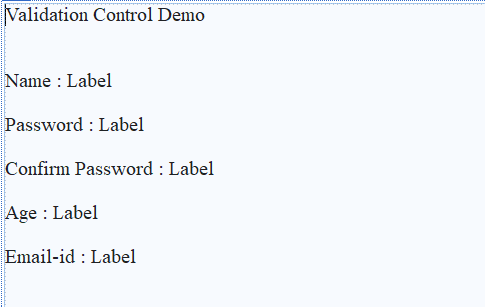 Validation Control Demo
Name : Label
Password : Label
Confirm Password : Label
Age : Label
Email-id : Label